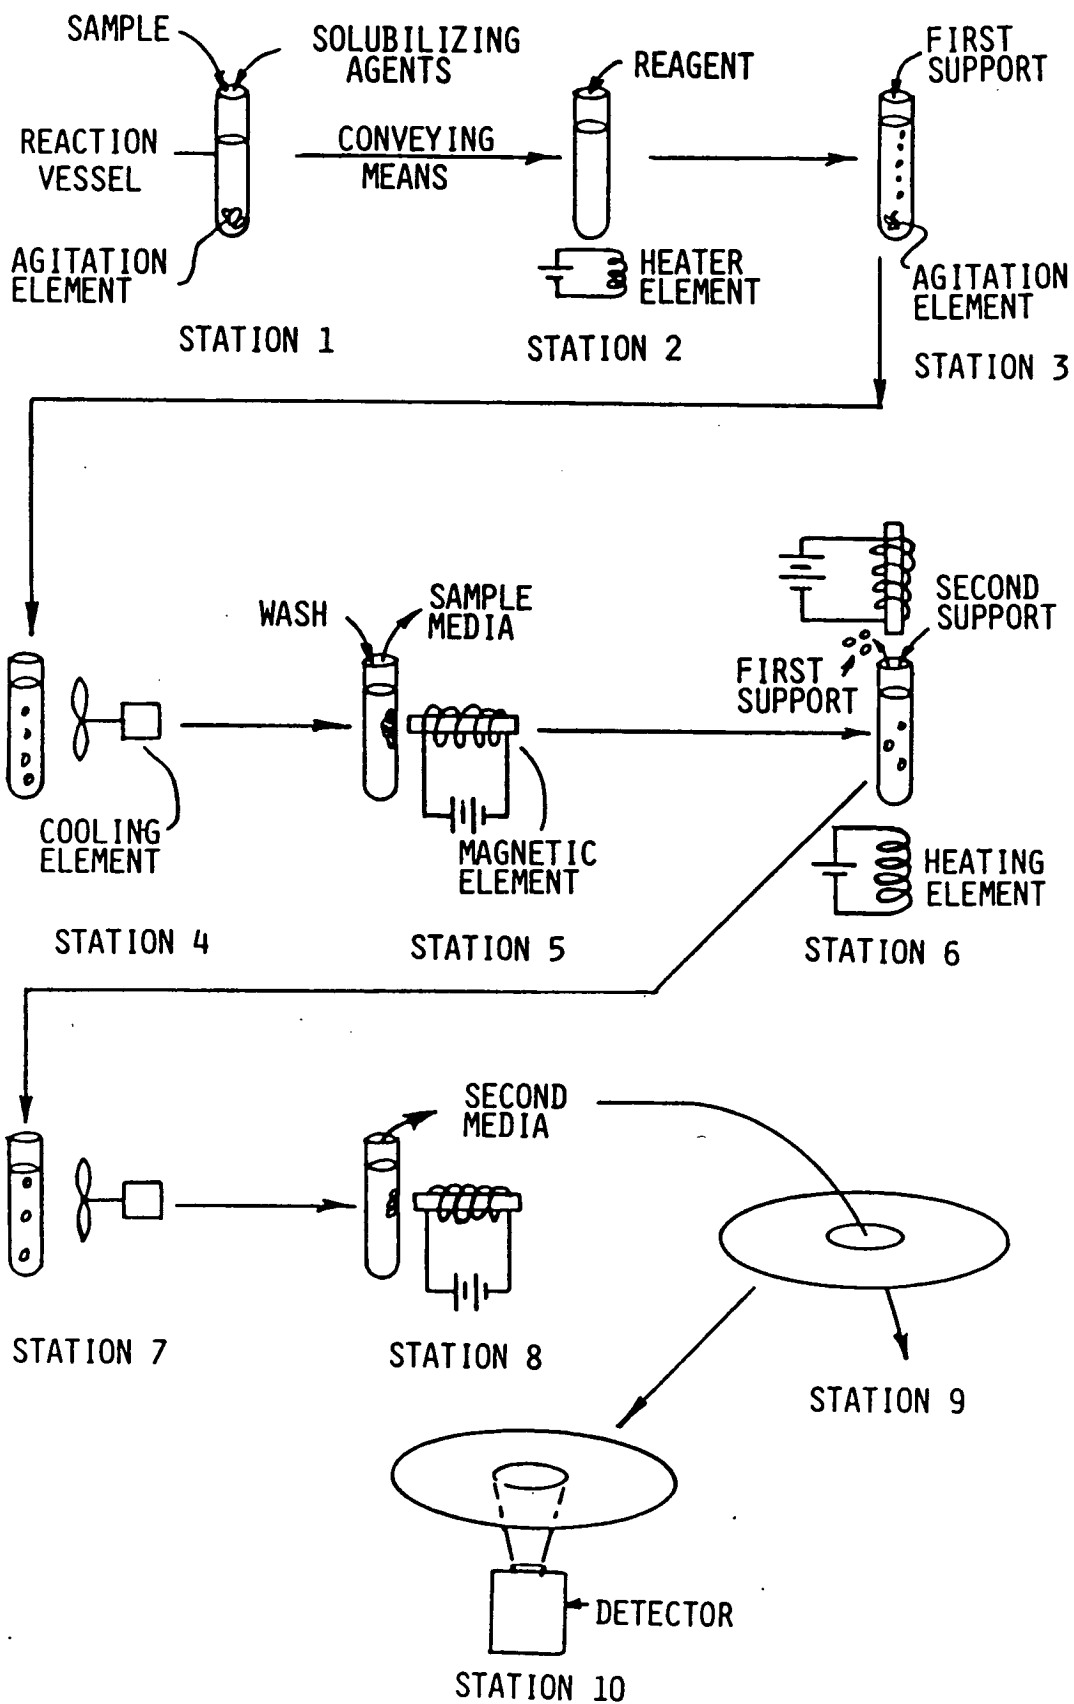 SAMPLE
SOLUBILIZING
AGENTS
REACTION
VESSEL
AGITATION
ELEMENT
STATION 1
CONVEYING
MEANS
REAGENT
HEATER
ELEMENT
STATION 2
FIRST
SUPPORT
AGITATION
ELEMENT
STATION 3
COOLING
ELEMENT
STATION 4
WASH
SAMPLE
MEDIA
MAGNETIC
ELEMENT
STATION 5
SECOND
SUPPORT
FIRST
SUPPORT
HEATING
ELEMENT
STATION 6
STATION 7
SECOND
MEDIA
STATION 8
STATION 9
DETECTOR
STATION 10